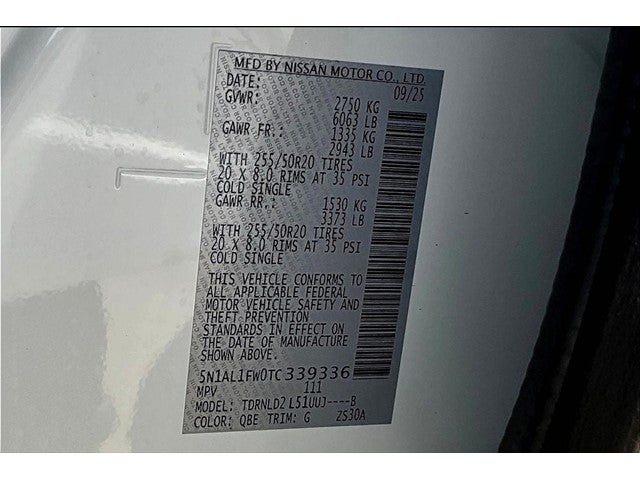 MFD BY NISSAN MOTOR CO., LTD.
DATE: 09/25
GVWR: 2750 KG
6063 LB
GAWR FR.: 1335 KG
2943 LB
WITH 255/50R20 TIRES
20 X 8.0 RIMS AT 35 PSI
COLD SINGLE
GAWR RR.: 1530 KG
3373 LB
WITH 255/50R20 TIRES
20 X 8.0 RIMS AT 35 PSI
COLD SINGLE
THIS VEHICLE CONFORMS TO
ALL APPLICABLE FEDERAL
MOTOR VEHICLE SAFETY AND
THEFT PREVENTION
STANDARDS IN EFFECT ON
THE DATE OF MANUFACTURE
SHOWN ABOVE.
5N1AL1FW0TC339336
MPV 111
MODEL: TDRNLD2 L51UUJ----B
COLOR: QBE TRIM: G ZS30A